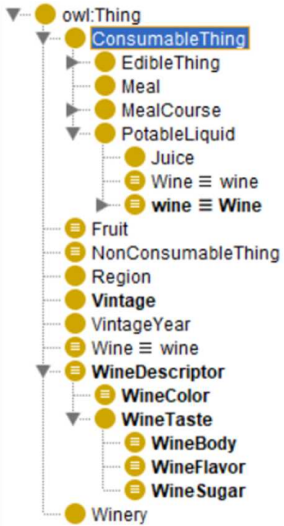 owl:Thing
ConsumableThing
EdibleThing
Meal
MealCourse
PotableLiquid
Juice
Wine ≡ wine
wine ≡ Wine
Fruit
NonConsumableThing
Region
Vintage
VintageYear
Wine ≡ wine
WineDescriptor
WineColor
WineTaste
WineBody
WineFlavor
WineSugar
Winery